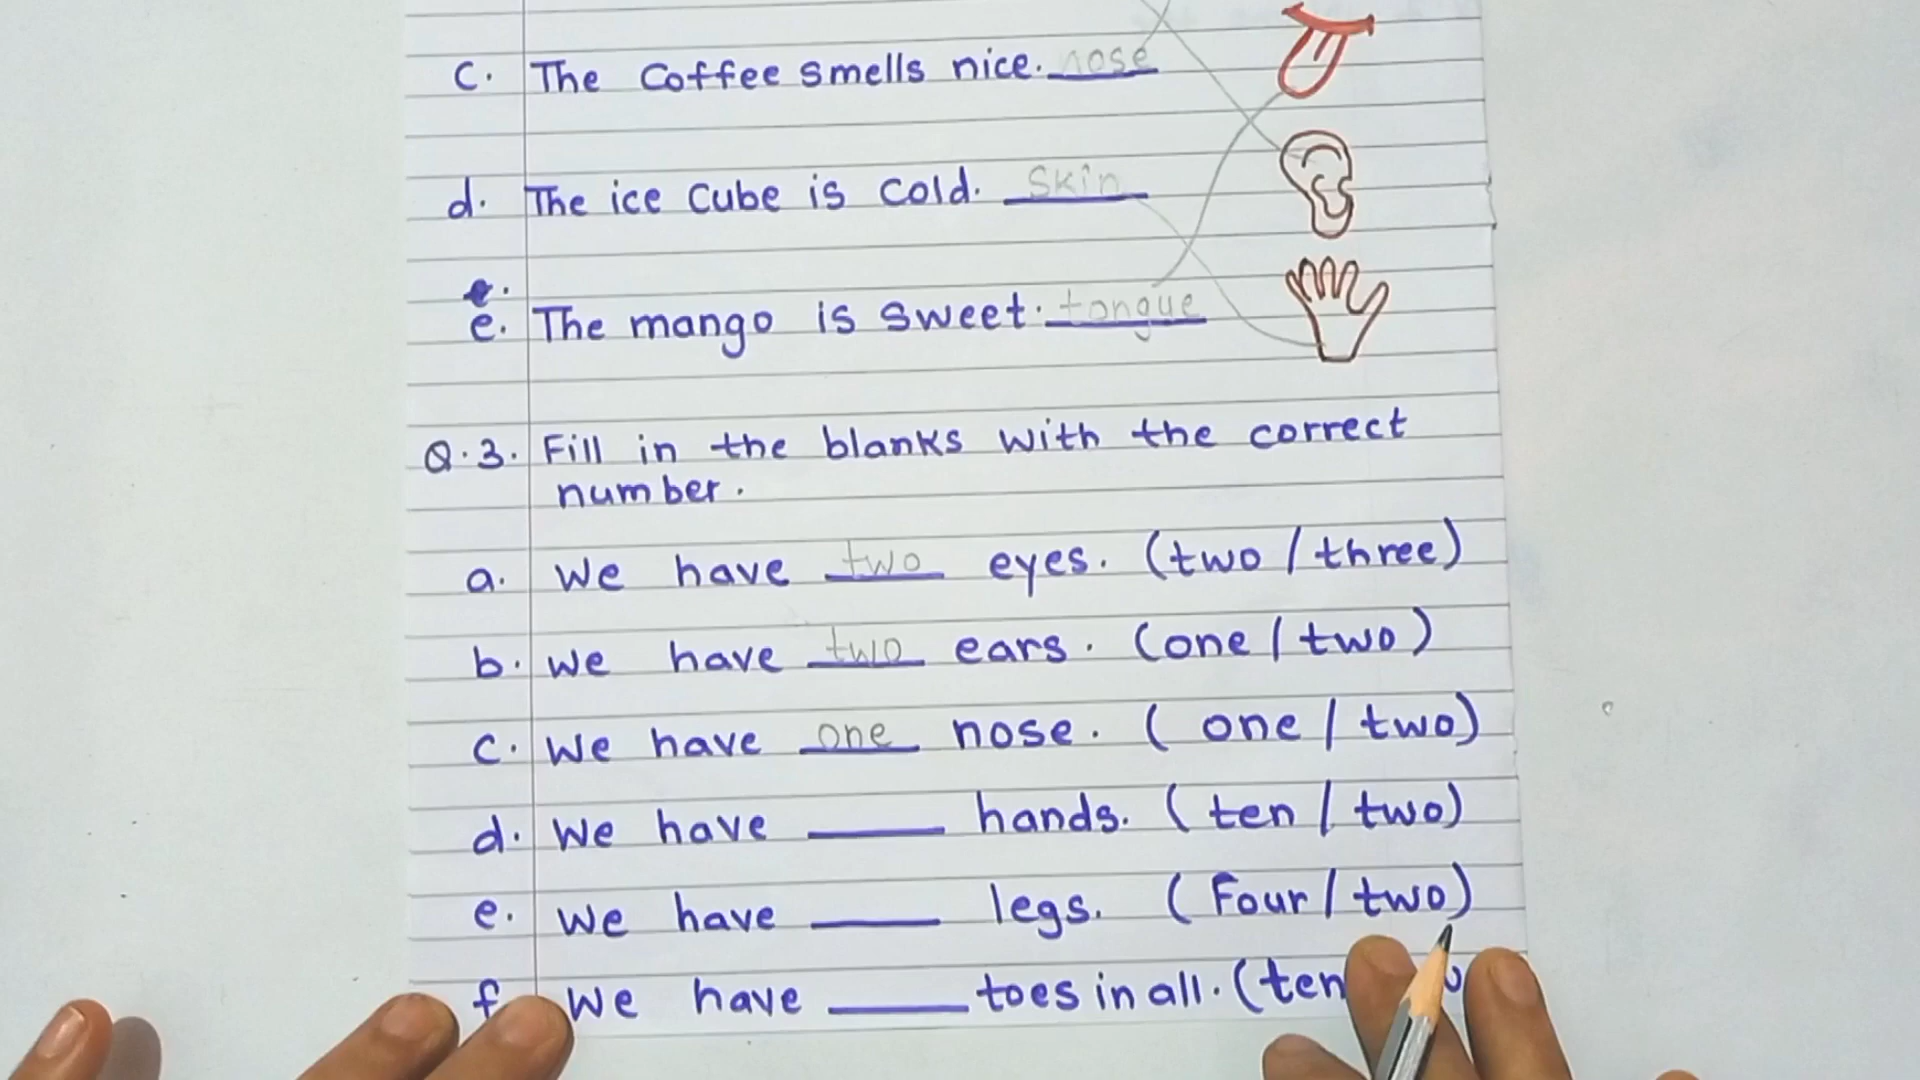 c. The Coffee smells nice. nose
d. The ice cube is cold. Skin
e.
e. The mango is sweet. tongue
Q.3. Fill in the blanks with the correct
number.
a. We have two eyes. (two / three)
b. We have two ears. (one / two)
c. We have one nose. (one / two)
d. We have ____ hands. (ten / two)
e. We have ____ legs. (Four / two)
f We have ____ toes in all. (ten